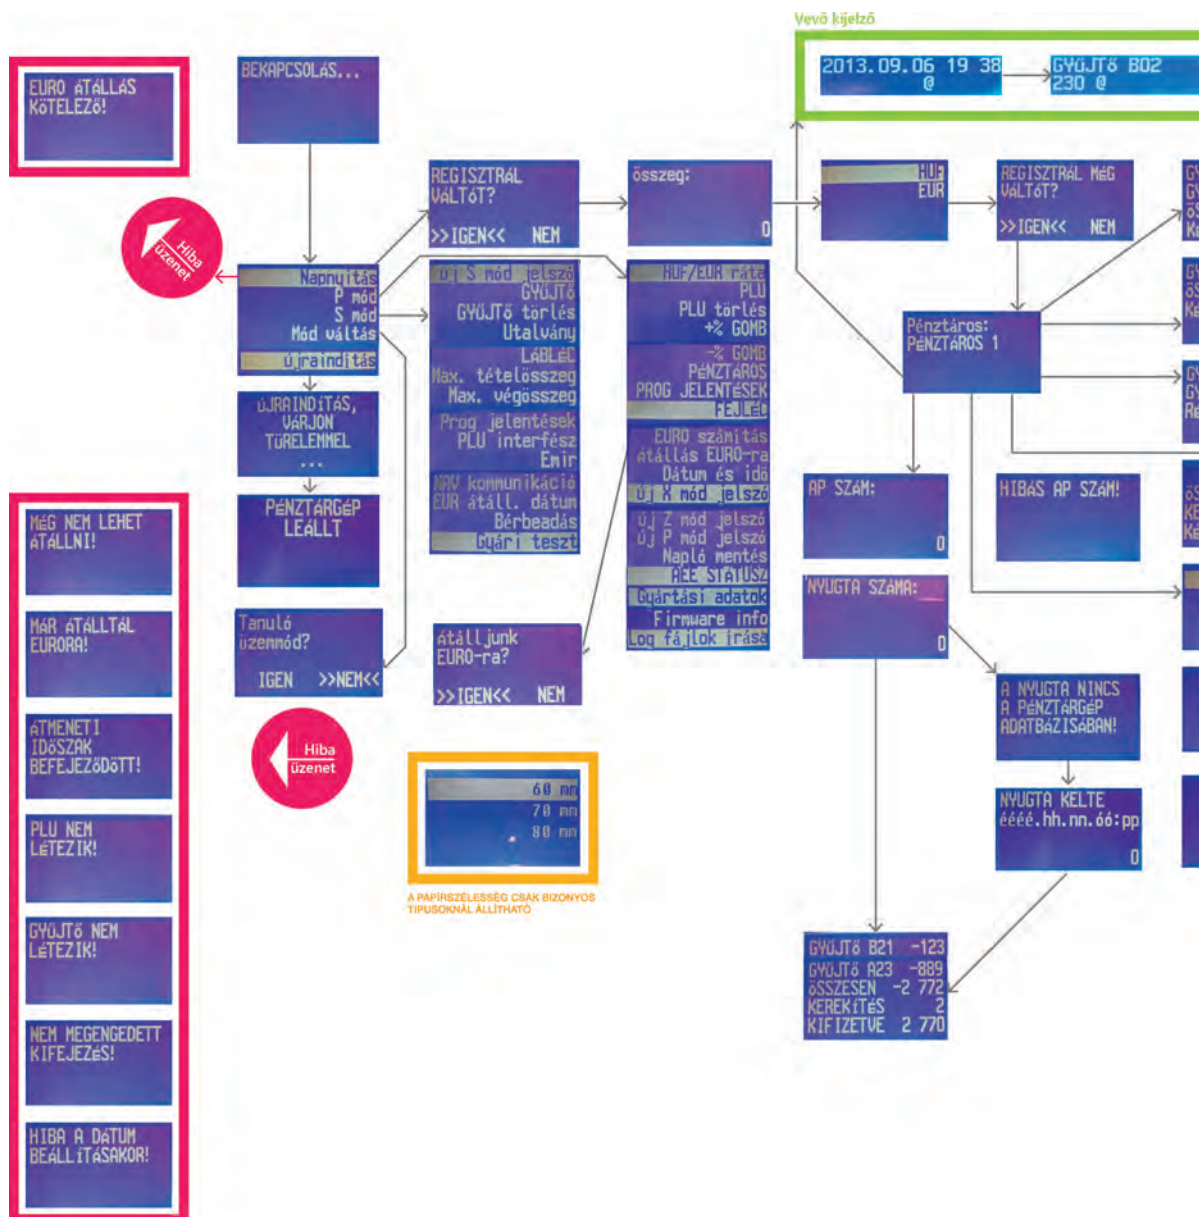 Vevő kijelző
2013.09.06 19 38
@
GYŰJTŐ B02
230 @
EURO ÁTÁLLÁS
KÖTELEZŐ!
BEKAPCSOLÁS...
REGISZTRÁL
VÁLTÓT?
>>IGEN<< NEM
összeg:
0
HUF
EUR
REGISZTRÁL MÉG
VÁLTÓT?
>>IGEN<< NEM
Hiba
üzenet
Napnyitás
P mód
S mód
Mód váltás
Újraindítás
ÚJRAINDÍTÁS,
VÁRJON
TÜRELEMMEL
...
PÉNZTÁRGÉP
LEÁLLT
Tanuló
üzemmód?
IGEN >>NEM<<
Hiba
üzenet
Új S mód jelszó
GYŰJTŐ
GYŰJTŐ törlés
Utalvány
LÁBLÉC
Max. tételösszeg
Max. végösszeg
Prog jelentések
PLU interfész
Emir
NAV kommunikáció
EUR átáll. dátum
Bérbeadás
Gyári teszt
HUF/EUR ráta
PLU
PLU törlés
+% GOMB
-% GOMB
PÉNZTÁROS
PROG JELENTÉSEK
FEJLÉC
EURO számítás
Átállás EURO-ra
Dátum és idő
Új X mód jelszó
Új Z mód jelszó
Új P mód jelszó
Napló mentés
AEE STÁTUSZ
Gyártási adatok
Firmware info
Log fájlok írása
Átálljunk
EURO-ra?
>>IGEN<< NEM
60 mm
70 mm
80 mm
A PAPÍRSZÉLESSÉG CSAK BIZONYOS
TIPUSOKNÁL ÁLLÍTHATÓ
Pénztáros:
PÉNZTÁROS 1
AP SZÁM:
0
HIBÁS AP SZÁM!
NYUGTA SZÁMA:
0
A NYUGTA NINCS
A PÉNZTÁRGÉP
ADATBÁZISÁBAN!
NYUGTA KELTE
éééé.hh.nn.óó:pp
0
GYŰJTŐ B21 -123
GYŰJTŐ A23 -889
ÖSSZESEN -2 772
KEREKÍTÉS 2
KIFIZETVE 2 770
MÉG NEM LEHET
ÁTÁLLNI!
MÁR ÁTÁLLTÁL
EURORA!
ÁTMENETI
IDŐSZAK
BEFEJEZŐDÖTT!
PLU NEM
LÉTEZIK!
GYŰJTŐ NEM
LÉTEZIK!
NEM MEGENGEDETT
KIFEJEZÉS!
HIBA A DÁTUM
BEÁLLÍTÁSAKOR!